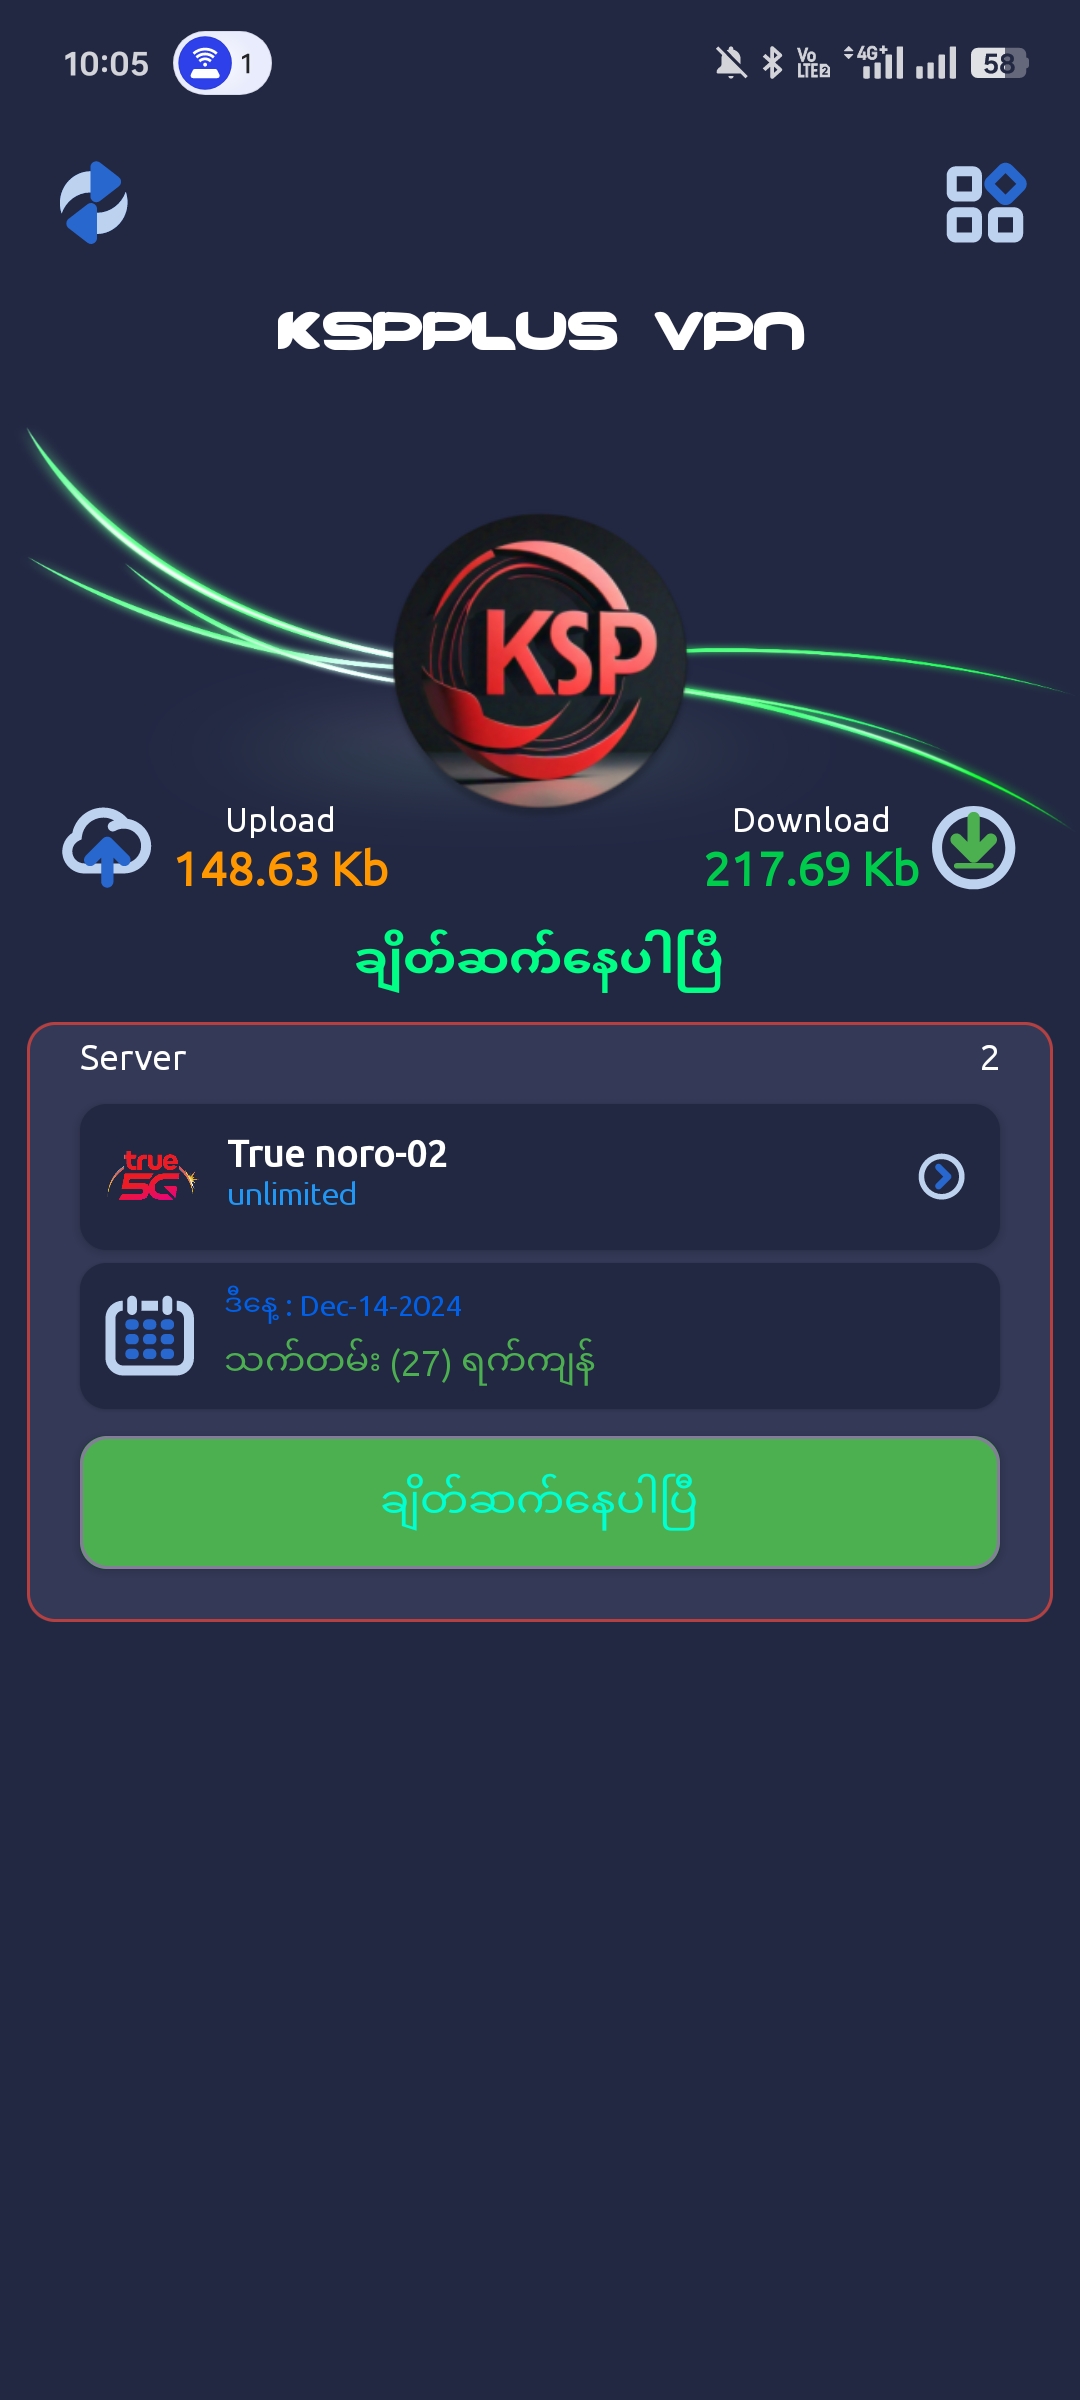 10:05
1
Vo
LTE2
4G+
58
KSPPLUS VPN
KSP
Upload
Download
148.63 Kb
217.69 Kb
ချိတ်ဆက်နေပါပြီ
Server
2
true
5G
True noro-02
unlimited
ဒီနေ့ : Dec-14-2024
သက်တမ်း (27) ရက်ကျန်
ချိတ်ဆက်နေပါပြီ